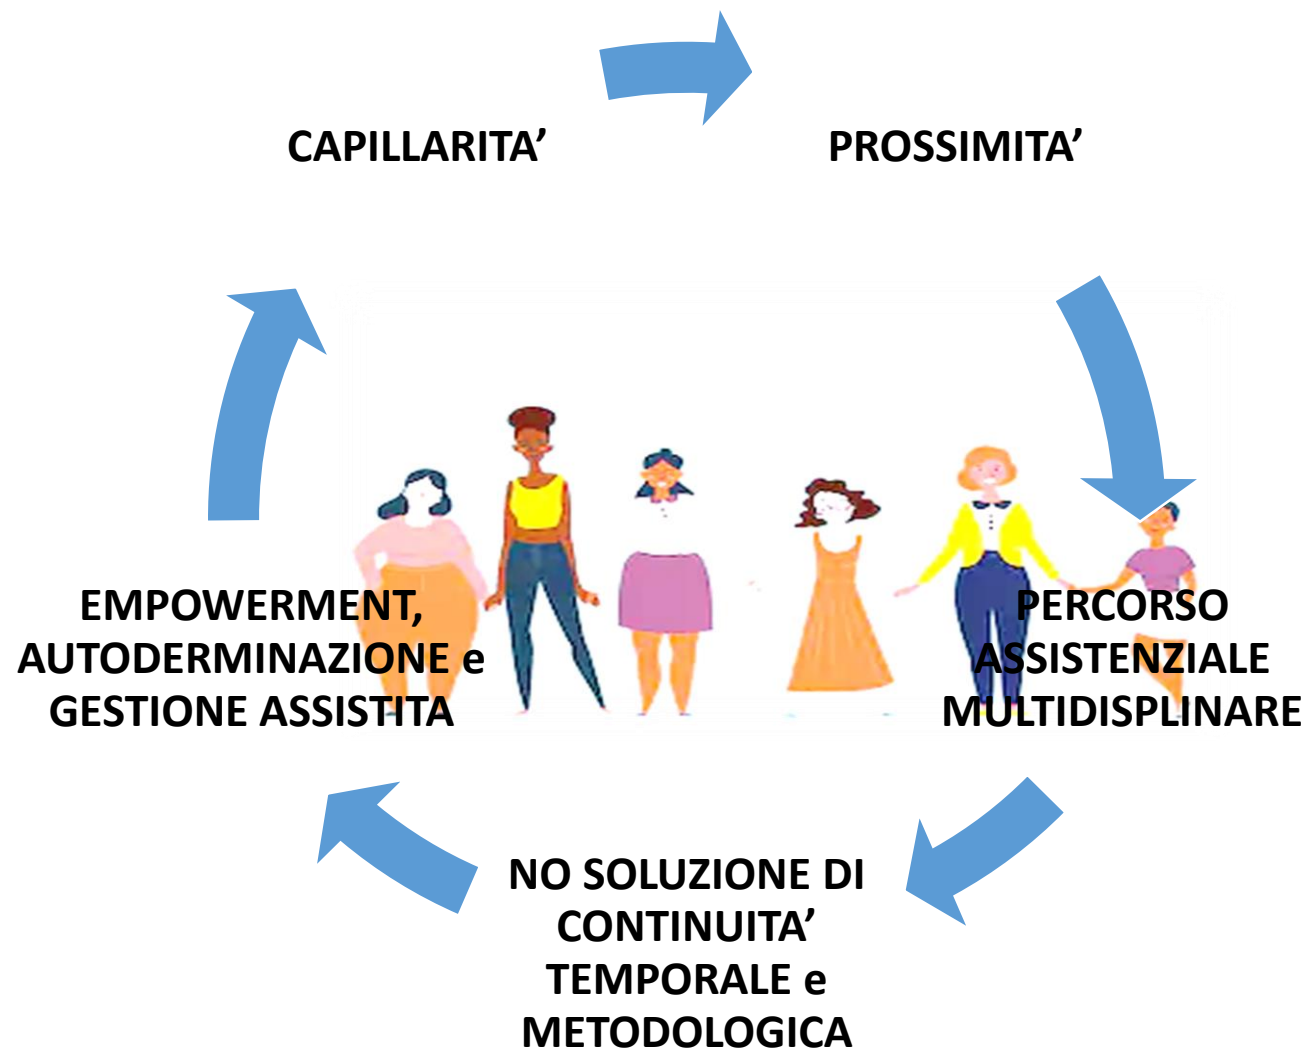 CAPILLARITA’
PROSSIMITA’
PERCORSO
ASSISTENZIALE
MULTIDISPLINARE
NO SOLUZIONE DI
CONTINUITA’
TEMPORALE e
METODOLOGICA
EMPOWERMENT,
AUTODERMINAZIONE e
GESTIONE ASSISTITA